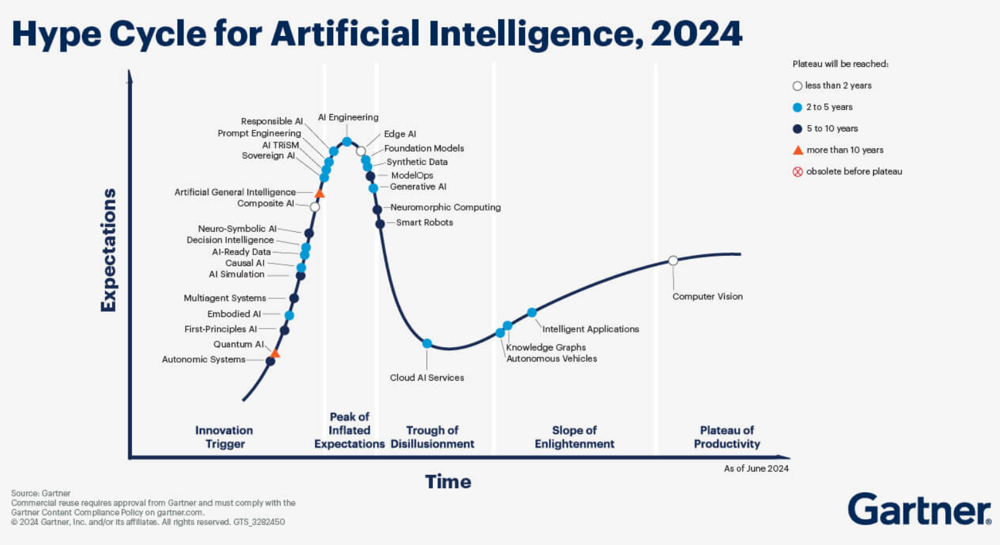 Hype Cycle for Artificial Intelligence, 2024
Plateau will be reached:
less than 2 years
2 to 5 years
5 to 10 years
more than 10 years
obsolete before plateau
Expectations
AI Engineering
Responsible AI
Prompt Engineering
AI TRiSM
Sovereign AI
Artificial General Intelligence
Composite AI
Neuro-Symbolic AI
Decision Intelligence
AI-Ready Data
Causal AI
AI Simulation
Multiagent Systems
Embodied AI
First-Principles AI
Quantum AI
Autonomic Systems
Edge AI
Foundation Models
Synthetic Data
ModelOps
Generative AI
Neuromorphic Computing
Smart Robots
Cloud AI Services
Knowledge Graphs
Autonomous Vehicles
Intelligent Applications
Computer Vision
Innovation
Trigger
Peak of
Inflated
Expectations
Trough of
Disillusionment
Slope of
Enlightenment
Plateau of
Productivity
As of June 2024
Time
Source: Gartner
Commercial reuse requires approval from Gartner and must comply with the
Gartner Content Compliance Policy on gartner.com.
© 2024 Gartner, Inc. and/or its affiliates. All rights reserved. GTS_3282450
Gartner®